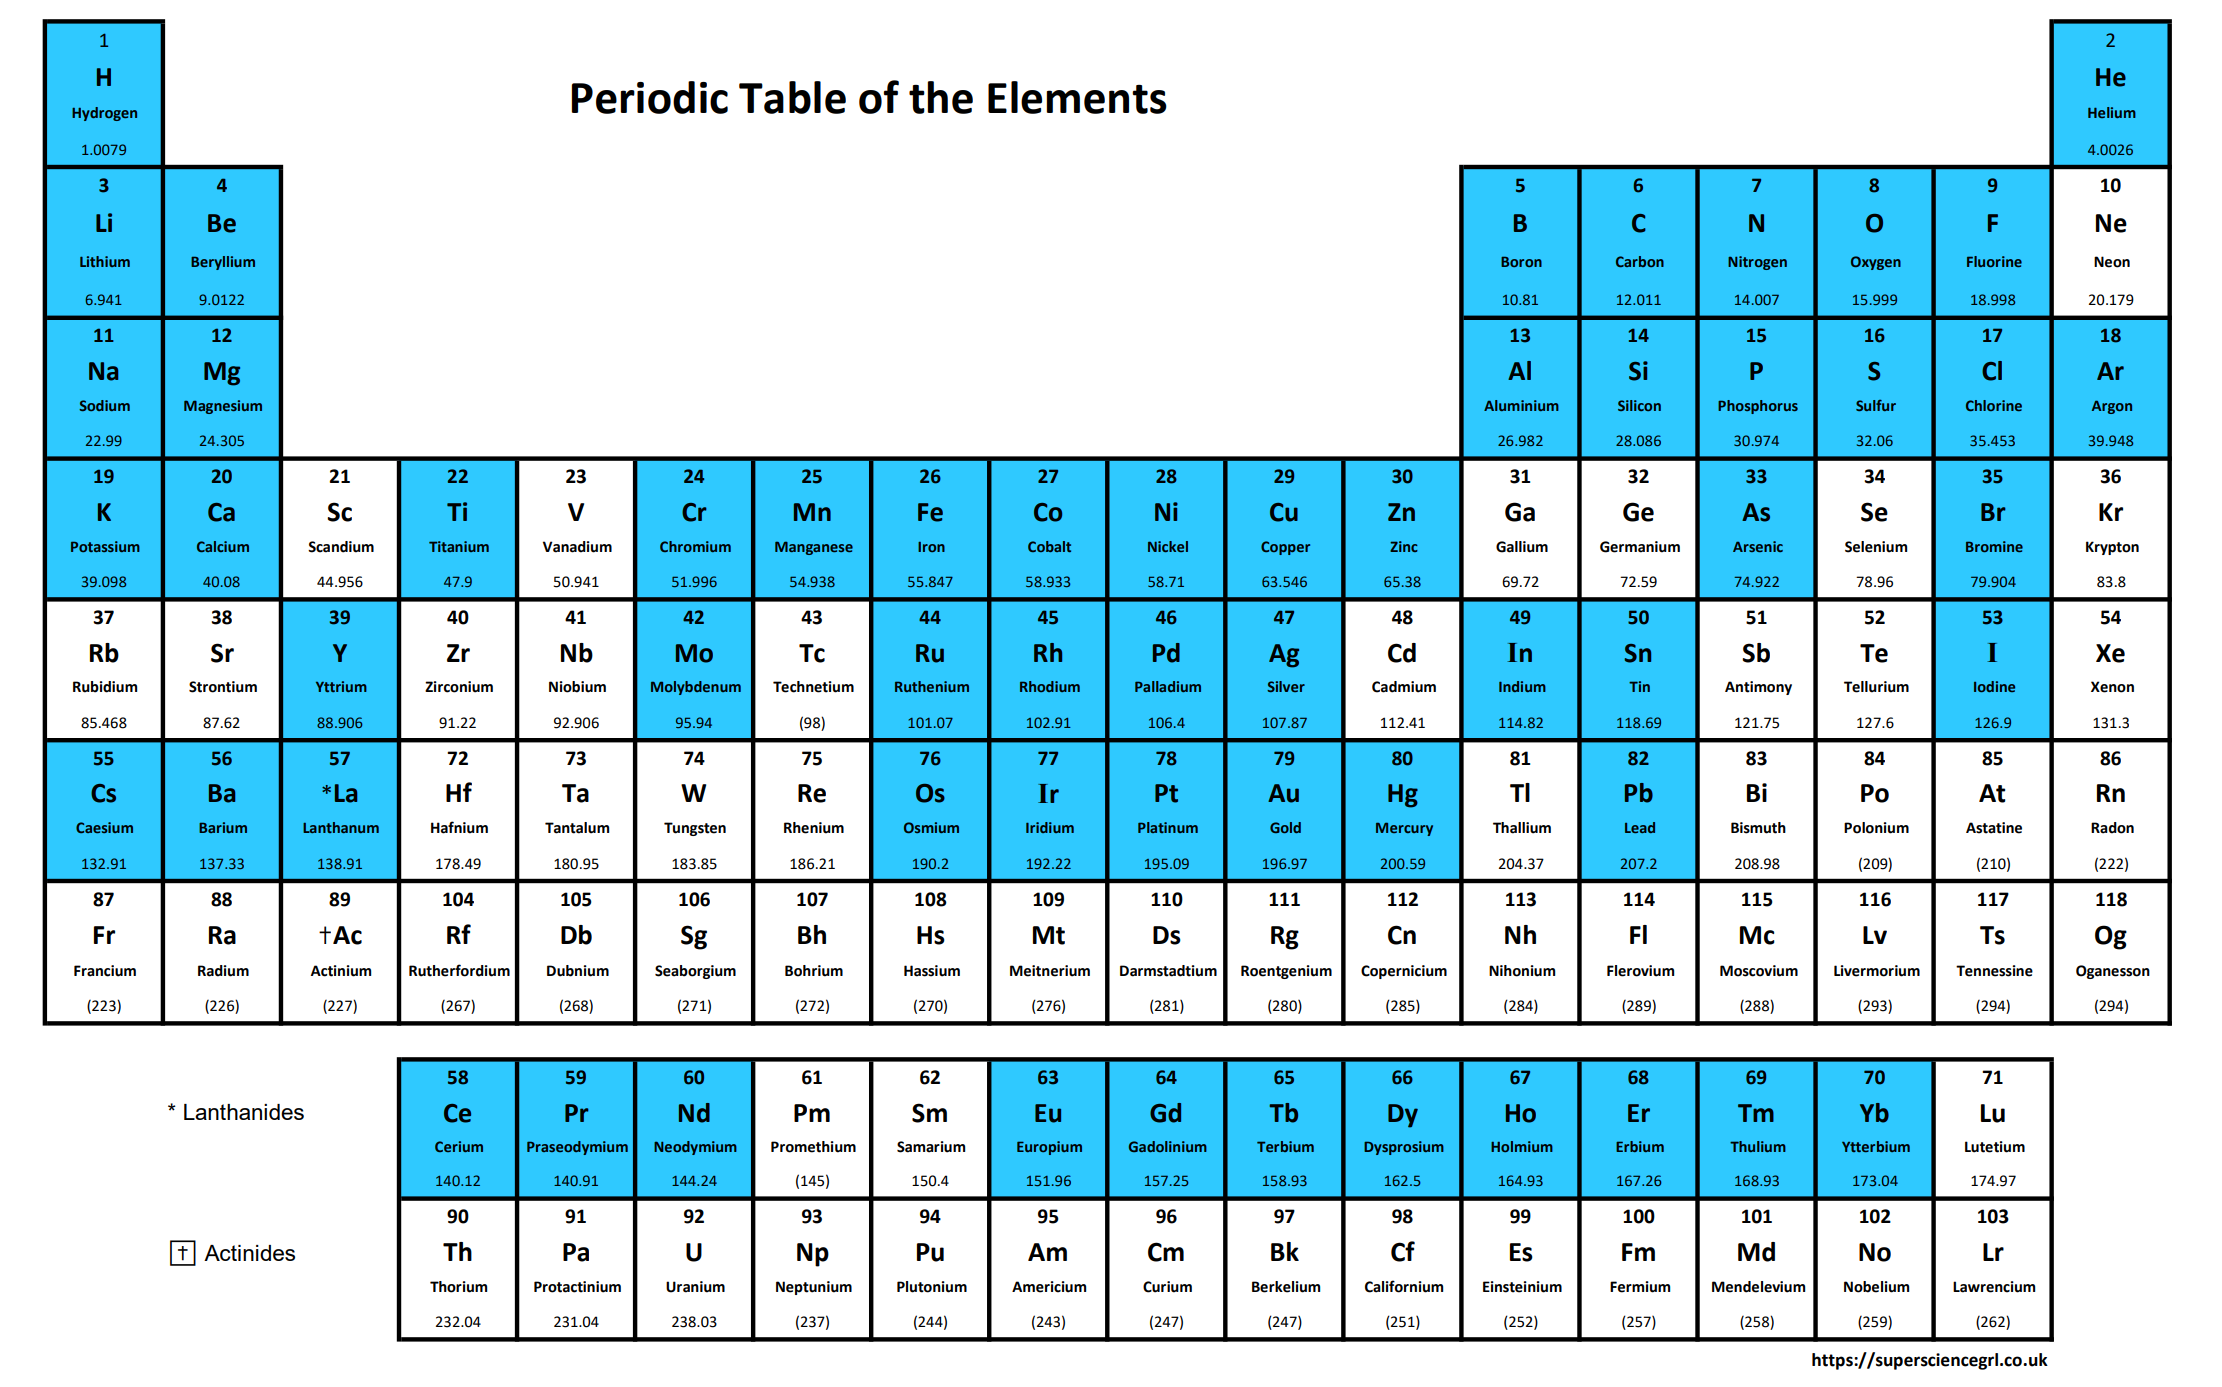 1 2
H He
Periodic Table of the Elements
Hydrogen Helium
1.0079 4.0026
3 4 5 6 7 8 9 10
Li Be B C N O F Ne
Lithium Beryllium Boron Carbon Nitrogen Oxygen Fluorine Neon
6.941 9.0122 10.81 12.011 14.007 15.999 18.998 20.179
11 12 13 14 15 16 17 18
Na Mg Al Si P S Cl Ar
Sodium Magnesium Aluminium Silicon Phosphorus Sulfur Chlorine Argon
22.99 24.305 26.982 28.086 30.974 32.06 35.453 39.948
19 20 21 22 23 24 25 26 27 28 29 30 31 32 33 34 35 36
K Ca Sc Ti V Cr Mn Fe Co Ni Cu Zn Ga Ge As Se Br Kr
Potassium Calcium Scandium Titanium Vanadium Chromium Manganese Iron Cobalt Nickel Copper Zinc Gallium Germanium Arsenic Selenium Bromine Krypton
39.098 40.08 44.956 47.9 50.941 51.996 54.938 55.847 58.933 58.71 63.546 65.38 69.72 72.59 74.922 78.96 79.904 83.8
37 38 39 40 41 42 43 44 45 46 47 48 49 50 51 52 53 54
Rb Sr Y Zr Nb Mo Tc Ru Rh Pd Ag Cd In Sn Sb Te I Xe
Rubidium Strontium Yttrium Zirconium Niobium Molybdenum Technetium Ruthenium Rhodium Palladium Silver Cadmium Indium Tin Antimony Tellurium Iodine Xenon
85.468 87.62 88.906 91.22 92.906 95.94 (98) 101.07 102.91 106.4 107.87 112.41 114.82 118.69 121.75 127.6 126.9 131.3
55 56 57 72 73 74 75 76 77 78 79 80 81 82 83 84 85 86
Cs Ba *La Hf Ta W Re Os Ir Pt Au Hg Tl Pb Bi Po At Rn
Caesium Barium Lanthanum Hafnium Tantalum Tungsten Rhenium Osmium Iridium Platinum Gold Mercury Thallium Lead Bismuth Polonium Astatine Radon
132.91 137.33 138.91 178.49 180.95 183.85 186.21 190.2 192.22 195.09 196.97 200.59 204.37 207.2 208.98 (209) (210) (222)
87 88 89 104 105 106 107 108 109 110 111 112 113 114 115 116 117 118
Fr Ra †Ac Rf Db Sg Bh Hs Mt Ds Rg Cn Nh Fl Mc Lv Ts Og
Francium Radium Actinium Rutherfordium Dubnium Seaborgium Bohrium Hassium Meitnerium Darmstadtium Roentgenium Copernicium Nihonium Flerovium Moscovium Livermorium Tennessine Oganesson
(223) (226) (227) (267) (268) (271) (272) (270) (276) (281) (280) (285) (284) (289) (288) (293) (294) (294)
58 59 60 61 62 63 64 65 66 67 68 69 70 71
* Lanthanides Ce Pr Nd Pm Sm Eu Gd Tb Dy Ho Er Tm Yb Lu
Cerium Praseodymium Neodymium Promethium Samarium Europium Gadolinium Terbium Dysprosium Holmium Erbium Thulium Ytterbium Lutetium
140.12 140.91 144.24 (145) 150.4 151.96 157.25 158.93 162.5 164.93 167.26 168.93 173.04 174.97
90 91 92 93 94 95 96 97 98 99 100 101 102 103
† Actinides Th Pa U Np Pu Am Cm Bk Cf Es Fm Md No Lr
Thorium Protactinium Uranium Neptunium Plutonium Americium Curium Berkelium Californium Einsteinium Fermium Mendelevium Nobelium Lawrencium
232.04 231.04 238.03 (237) (244) (243) (247) (247) (251) (252) (257) (258) (259) (262)
https://supersciencegrl.co.uk